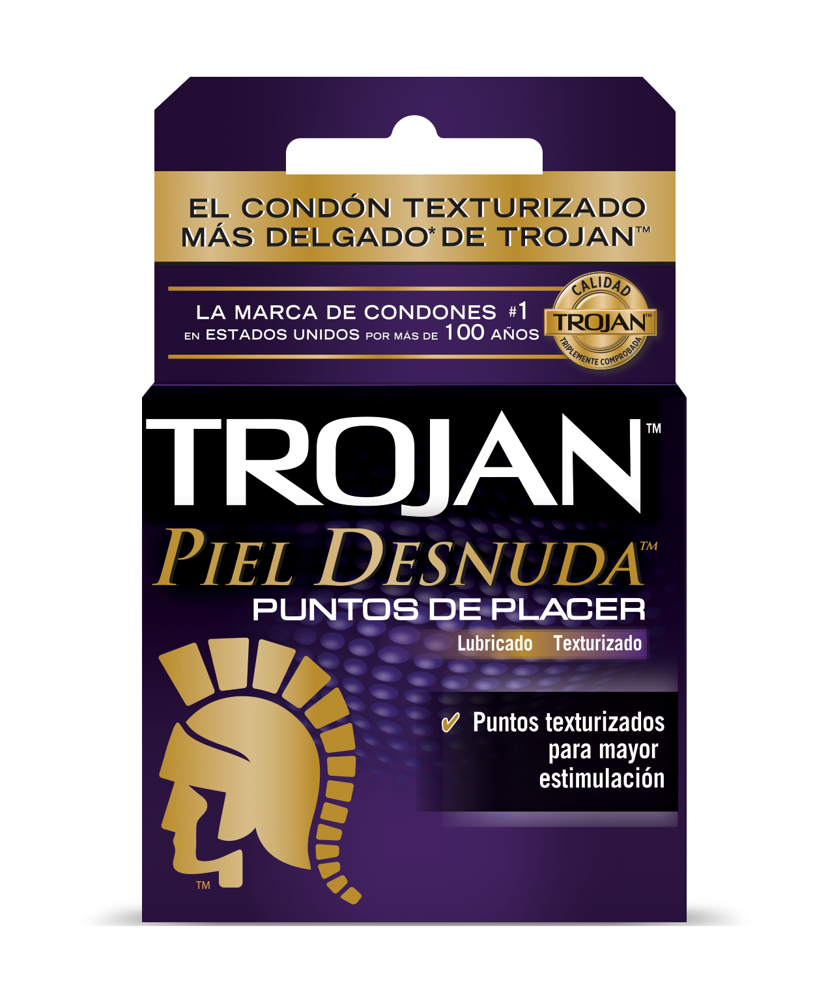 EL CONDÓN TEXTURIZADO
MÁS DELGADO* DE TROJAN™
LA MARCA DE CONDONES #1
EN ESTADOS UNIDOS POR MÁS DE 100 AÑOS
CALIDAD
TROJAN™
TRIPLEMENTE COMPROBADA
TROJAN™
PIEL DESNUDA™
PUNTOS DE PLACER
Lubricado Texturizado
✓ Puntos texturizados
para mayor
estimulación
TM